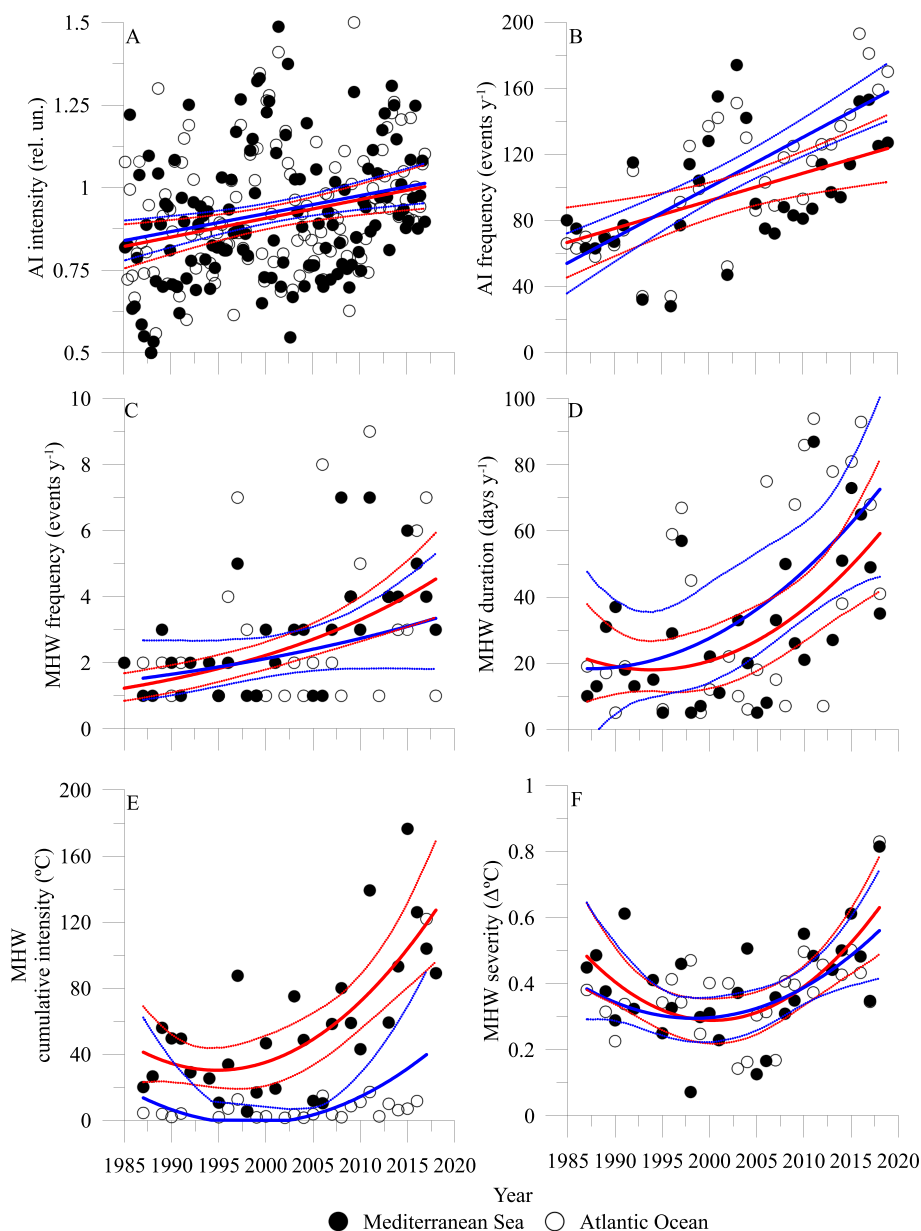 A
B
AI intensity (rel. un.)
1.5
1.25
1
0.75
0.5
1985 1990 1995 2000 2005 2010 2015 2020
AI frequency (events y⁻¹)
200
160
120
80
40
0
C
D
MHW frequency (events y⁻¹)
10
8
6
4
2
0
MHW duration (days y⁻¹)
100
80
60
40
20
0
E
F
MHW
cumulative intensity (ºC)
200
160
120
80
40
0
MHW severity (Δ ºC)
1
0.8
0.6
0.4
0.2
0
1985 1990 1995 2000 2005 2010 2015 2020
Year
Mediterranean Sea Atlantic Ocean